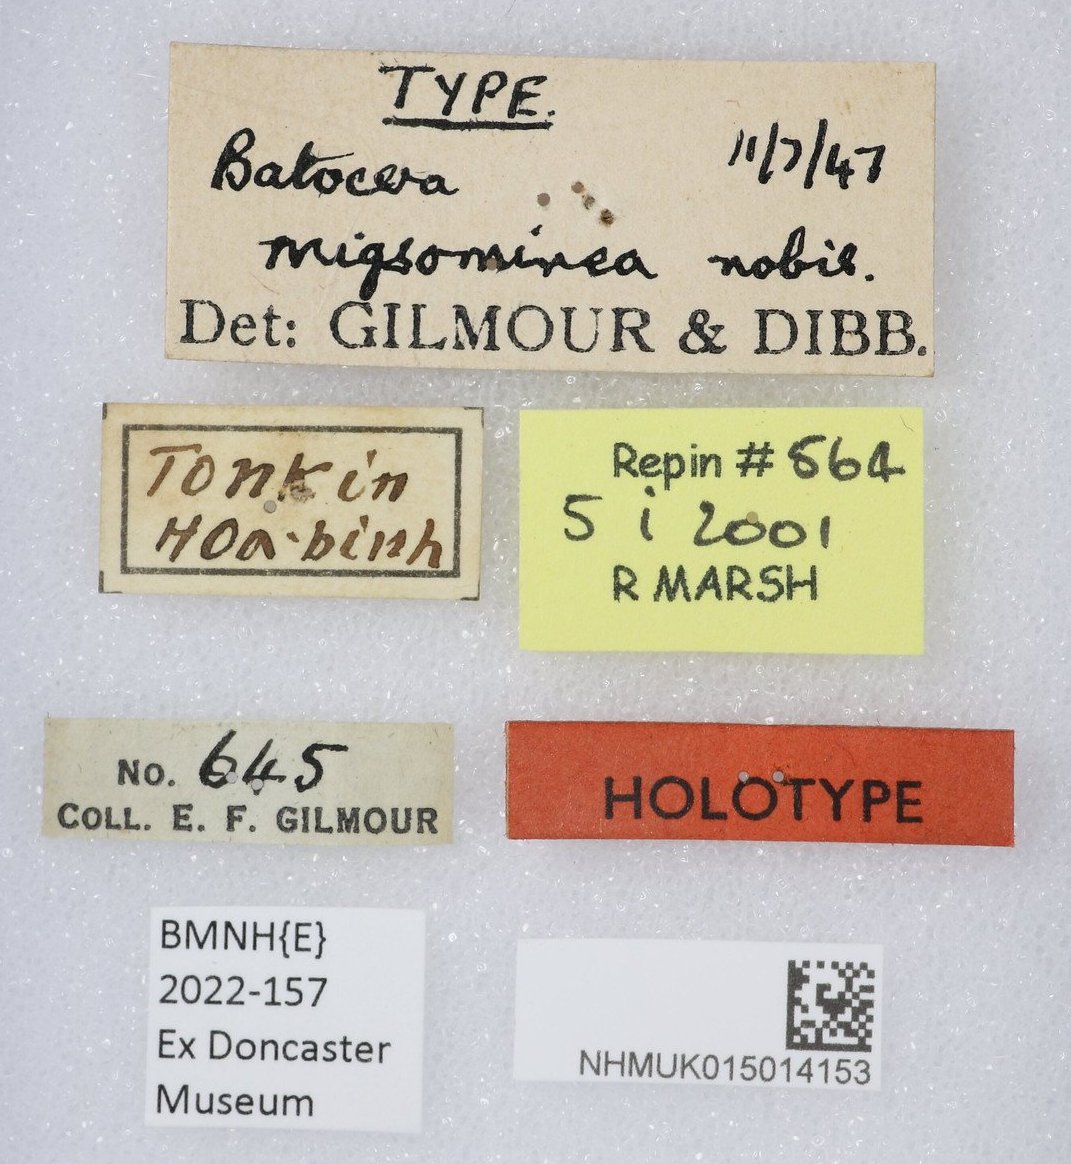 TYPE.
Batocera 11/7/47
migsominea nobis.
Det: GILMOUR & DIBB.
Tonkin
Hoa-binh
Repin # 564
5 i 2001
R MARSH
No. 645
COLL. E. F. GILMOUR
HOLOTYPE
BMNH{E}
2022-157
Ex Doncaster
Museum
NHMUK015014153